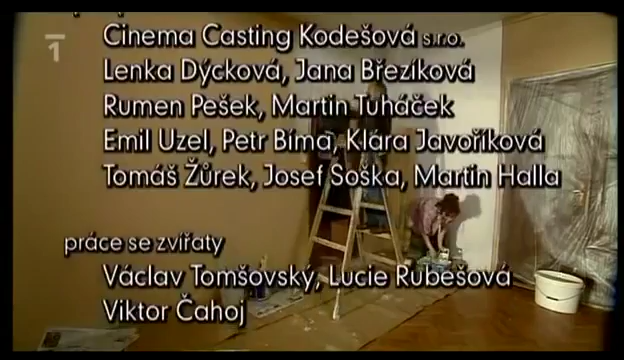 1
Cinema Casting Kodešová s.r.o.
Lenka Dýcková, Jana Březíková
Rumen Pešek, Martin Tuháček
Emil Uzel, Petr Bíma, Klára Javoříková
Tomáš Žůrek, Josef Soška, Martin Halla
práce se zvířaty
Václav Tomšovský, Lucie Rubešová
Viktor Čahoj